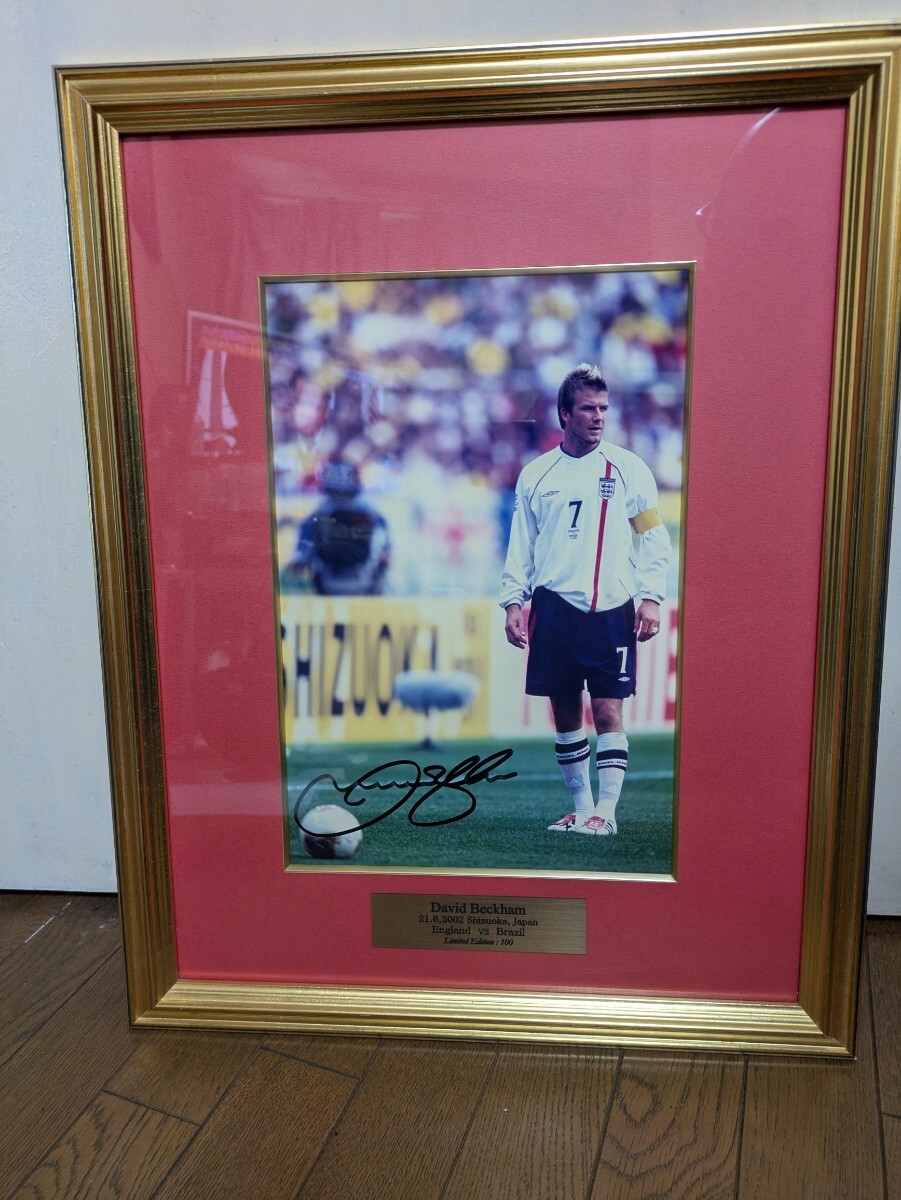 7
SHIZUOKA
7
David Beckham
21.6,2002 Shizuoka, Japan
England vs Brazil
Limited Edition : 100